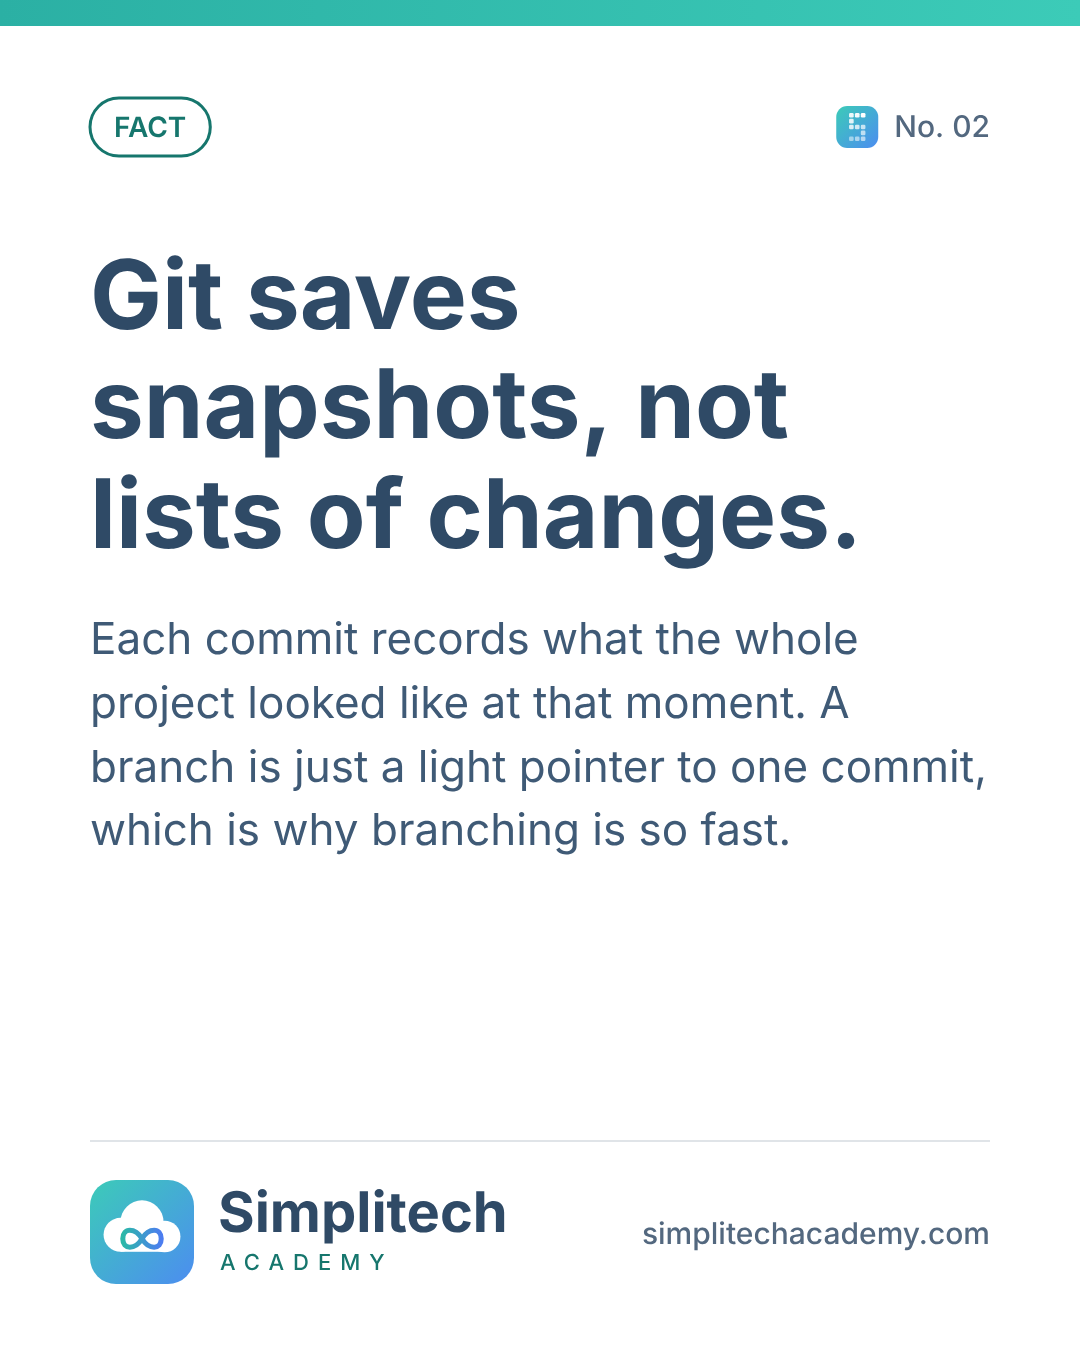 FACT
No. 02
Git saves
snapshots, not
lists of changes.
Each commit records what the whole
project looked like at that moment. A
branch is just a light pointer to one commit,
which is why branching is so fast.
Simplitech
ACADEMY
simplitechacademy.com